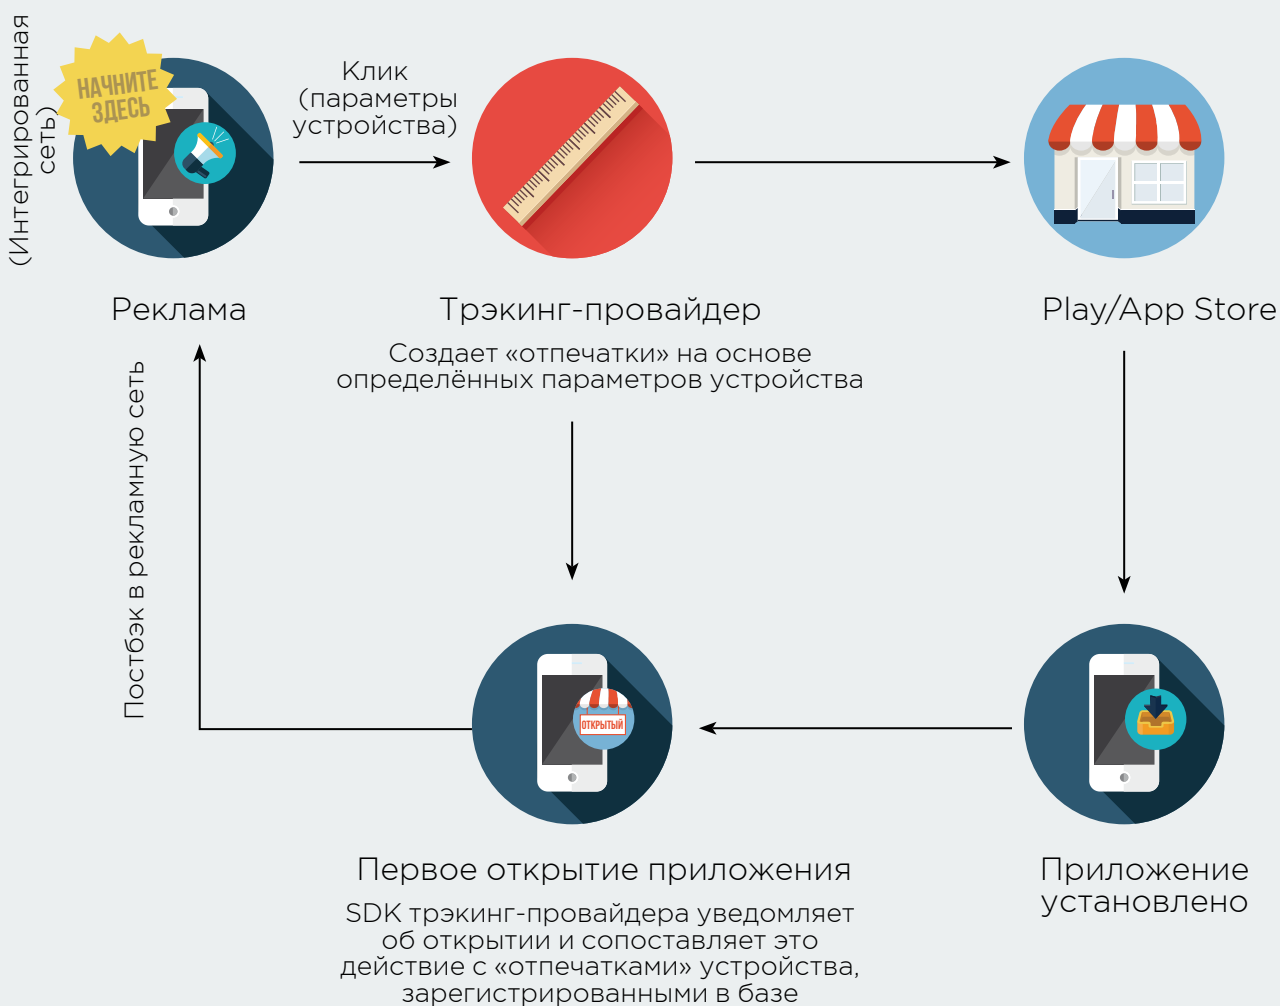 (Интегрированная
сеть)
НАЧНИТЕ
ЗДЕСЬ
Клик
(параметры
устройства)
Реклама
Трэкинг-провайдер
Создает «отпечатки» на основе
определённых параметров устройства
Play/App Store
Постбэк в рекламную сеть
ОТКРЫТЫЙ
Первое открытие приложения
SDK трэкинг-провайдера уведомляет
об открытии и сопоставляет это
действие с «отпечатками» устройства,
зарегистрированными в базе
Приложение
установлено